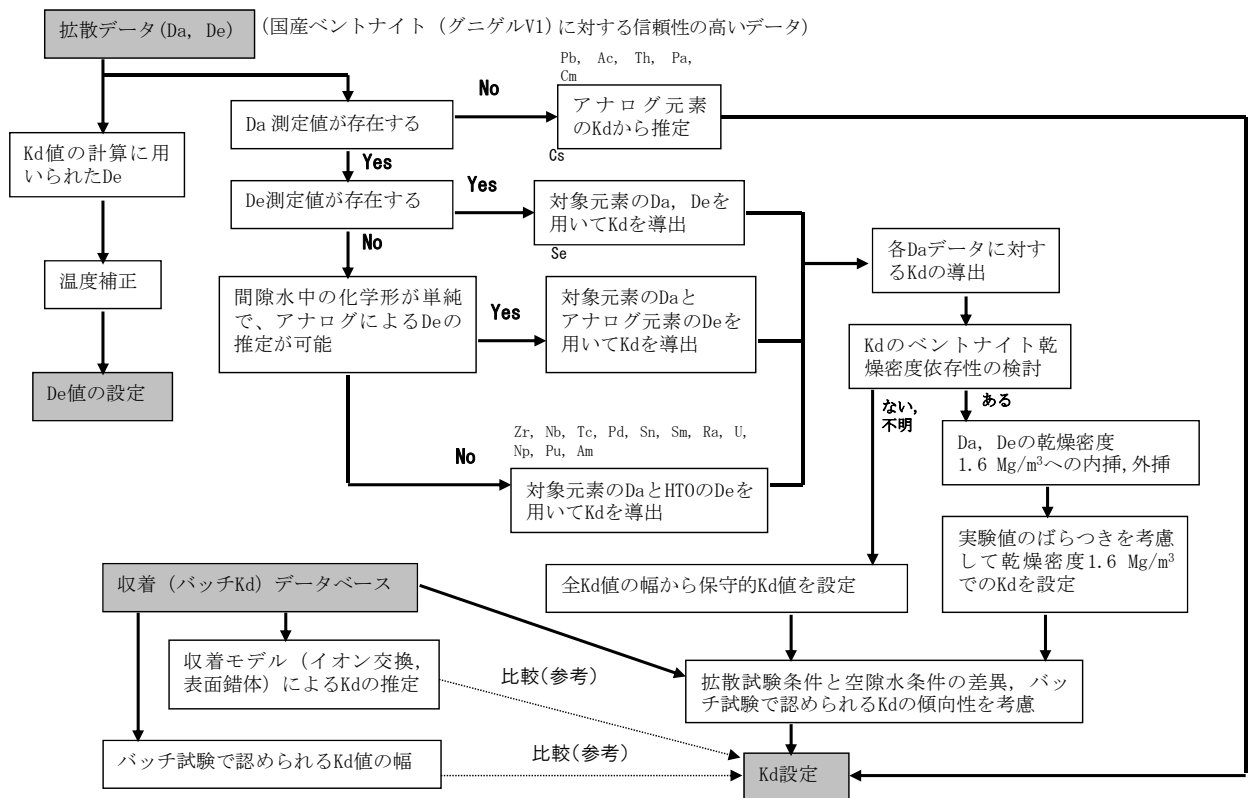 拡散データ(Da, De)
(国産ベントナイト (グニゲルV1)に対する信頼性の高いデータ)
Pb, Ac, Th, Pa,
Cm
No
Da 測定値が存在する
アナログ元素
のKdから推定
Kd値の計算に用
いられたDe
Yes
Cs
De測定値が存在する
Yes
対象元素のDa, Deを
用いてKdを導出
No
Se
各Daデータに対す
るKdの導出
温度補正
間隙水中の化学形が単純
で、アナログによるDeの
推定が可能
Yes
対象元素のDaと
アナログ元素のDeを
用いてKdを導出
Kdのベントナイト乾
燥密度依存性の検討
De値の設定
ない,
不明
ある
Zr, Nb, Tc, Pd, Sn, Sm, Ra, U,
Np, Pu, Am
No
Da, Deの乾燥密度
1.6 Mg/m³への内挿,外挿
対象元素のDaとHTOのDeを
用いてKdを導出
実験値のばらつきを考慮
して乾燥密度1.6 Mg/m³
でのKdを設定
収着 (バッチKd) データベース
全Kd値の幅から保守的Kd値を設定
収着モデル (イオン交換,
表面錯体) によるKdの推定
比較(参考)
拡散試験条件と空隙水条件の差異, バッ
チ試験で認められるKdの傾向性を考慮
バッチ試験で認められるKd値の幅
比較(参考)
Kd設定